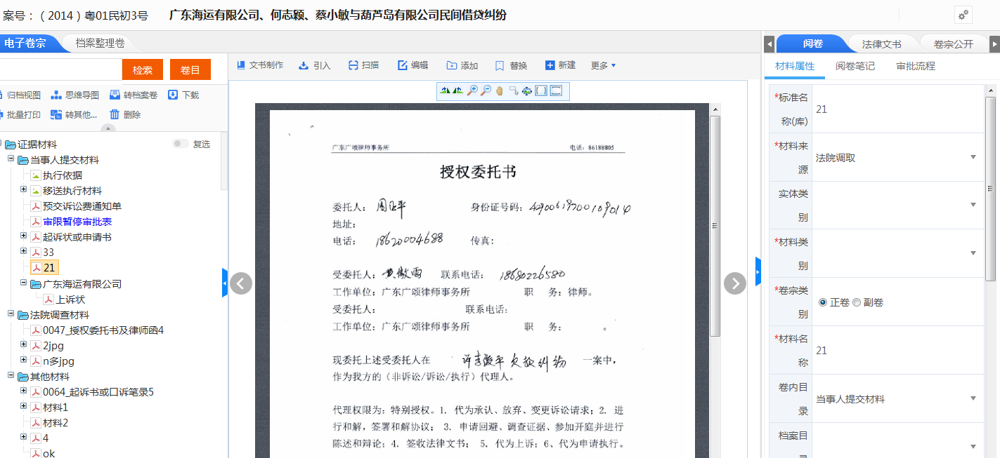 案号：（2014）粤01民初3号 广东海运有限公司、何志颖、蔡小敏与葫芦岛有限公司民间借贷纠纷
电子卷宗 档案整理卷
检索 卷目
归档视图 思维导图 转档案卷 下载
批量打印 转其他... 删除
证据材料 复选
当事人提交材料
执行依据
移送执行材料
预交诉讼费通知单
审限暂停审批表
起诉状或申请书
33
21
广东海运有限公司
上诉状
法院调查材料
0047_授权委托书及律师函4
2jpg
n多jpg
其他材料
0064_起诉书或口诉笔录5
材料1
材料2
4
ok
文书制作 引入 扫描 编辑 添加 替换 新建 更多
广东广颂律师事务所 电话：86188805
授权委托书
委托人： 身份证号码：
地址：
电话： 18620004688 传真：
受委托人：黄傲雨 联系电话： 18680226580
工作单位：广东广颂律师事务所 职 务：律师。
受委托人： 联系电话：
工作单位：广东广颂律师事务所 职 务： 。
现委托上述受委托人在 纠纷 一案中，
作为我方的（非诉讼/诉讼/执行）代理人。
代理权限为：特别授权。1. 代为承认、放弃、变更诉讼请求；2. 进
行和解，签署和解协议； 3. 申请回避、调查证据、参加开庭并进行
陈述和辩论；4. 签收法律文书； 5. 代为上诉；6、代为申请执行。
阅卷 法律文书 卷宗公开
材料属性 阅卷笔记 审批流程
*标准名称(库) 21
*材料来源 法院调取
实体类别
*材料类别
*卷宗类别 正卷 副卷
*材料名称 21
卷内目录 当事人提交材料
档案目